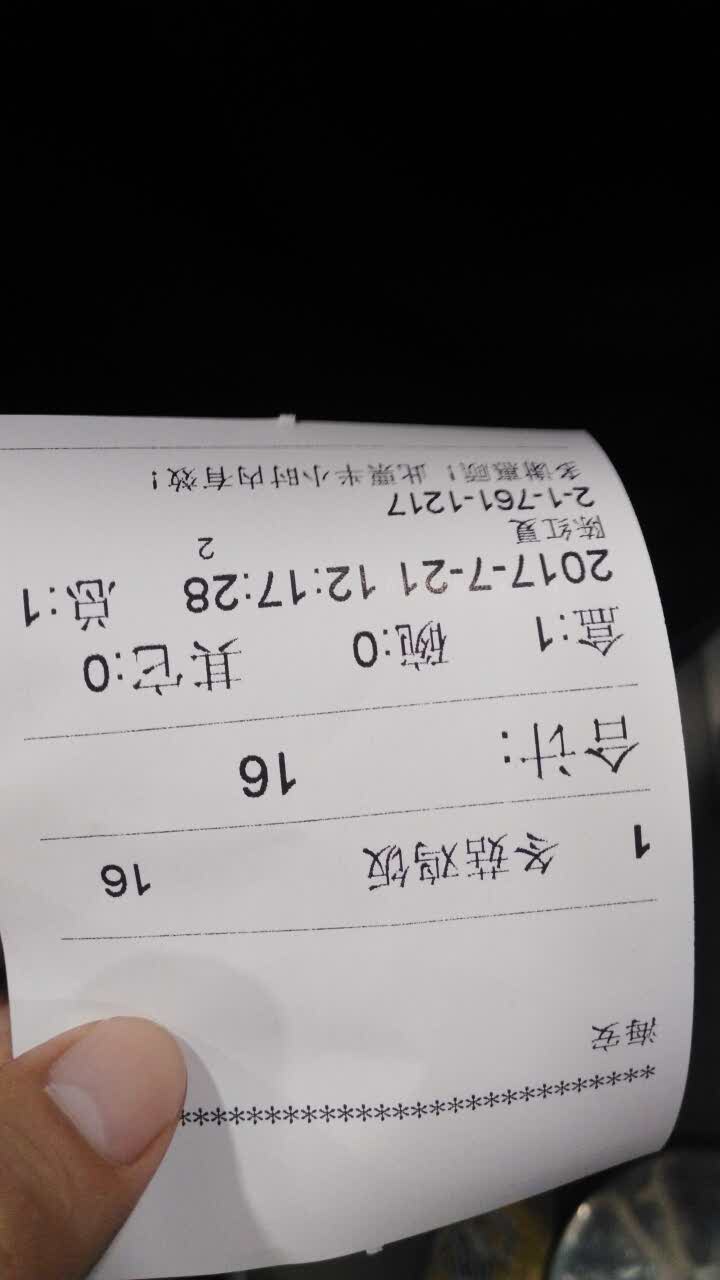 ******************************
海安
1 冬菇鸡饭 16
合计: 16
盒:1 碗:0 其它:0
2017-7-21 12:17:28 总:1
2
陈红夏
2-1-761-1217
多谢惠顾! 此票半小时内有效!